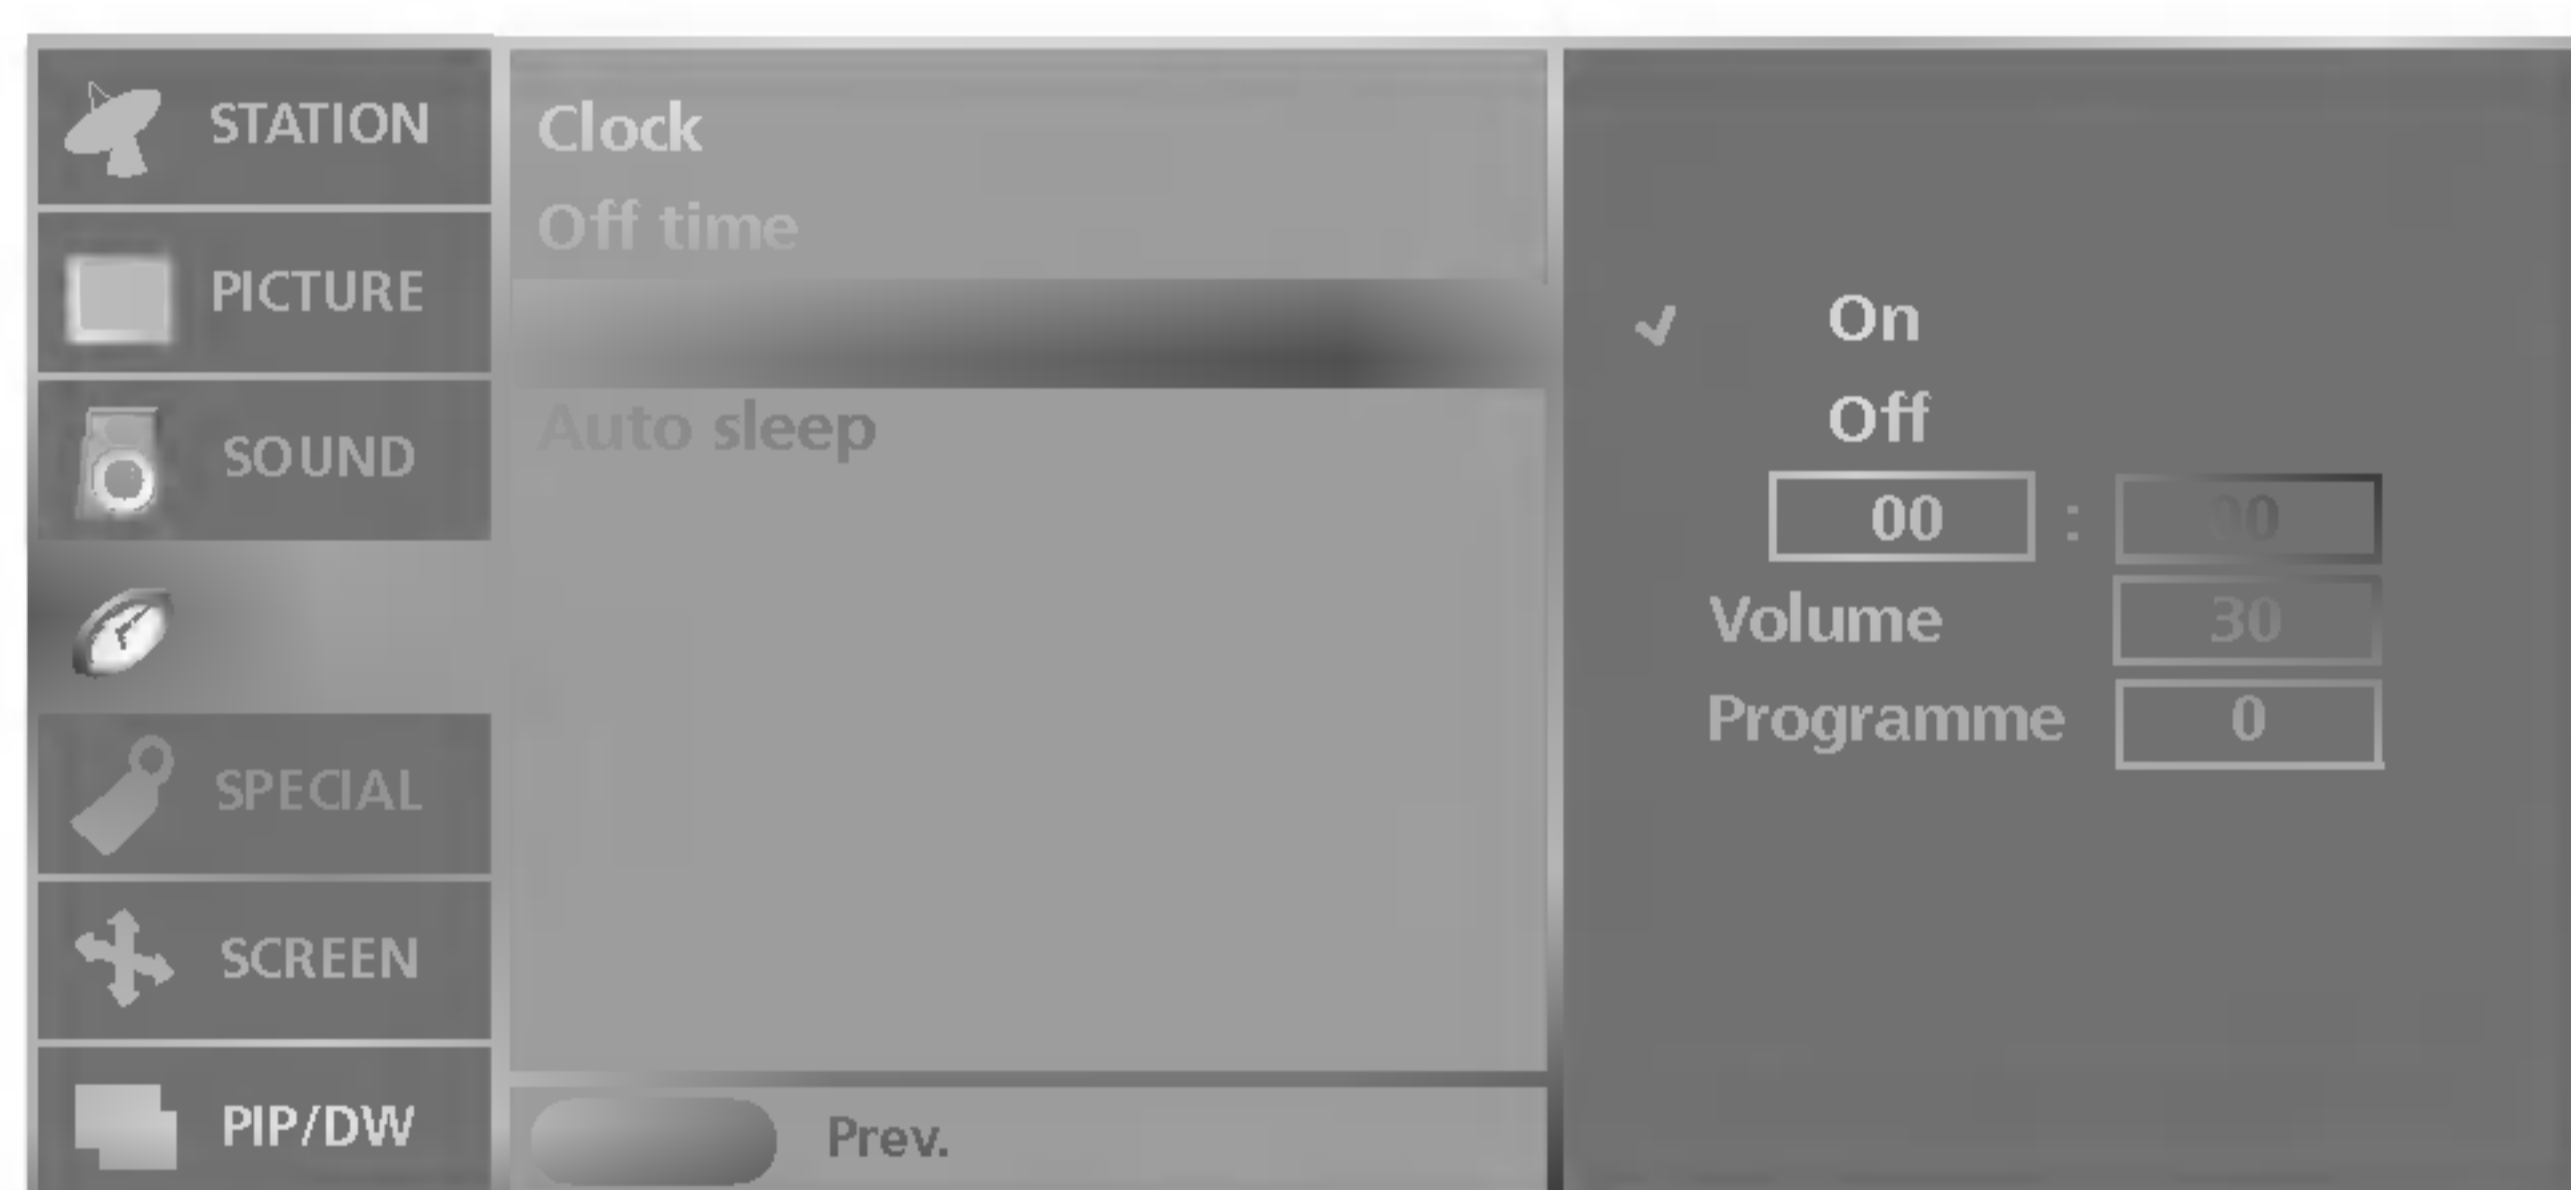 STATION
PICTURE
SOUND
SPECIAL
SCREEN
PIP/DW
Clock
Off time
Auto sleep
Prev.
On
Off
00 : 00
Volume 30
Programme 0